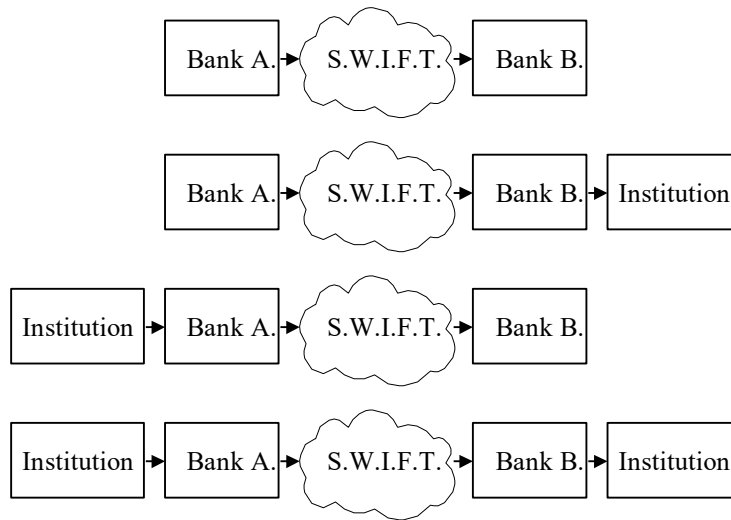 Bank A. S.W.I.F.T. Bank B.
Bank A. S.W.I.F.T. Bank B. Institution
Institution Bank A. S.W.I.F.T. Bank B.
Institution Bank A. S.W.I.F.T. Bank B. Institution